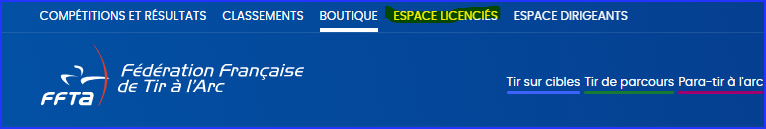 COMPÉTITIONS ET RÉSULTATS CLASSEMENTS BOUTIQUE ESPACE LICENCIÉS ESPACE DIRIGEANTS
Fédération Française
de Tir à l'Arc
FFTa
Tir sur cibles Tir de parcours Para-tir à l'arc